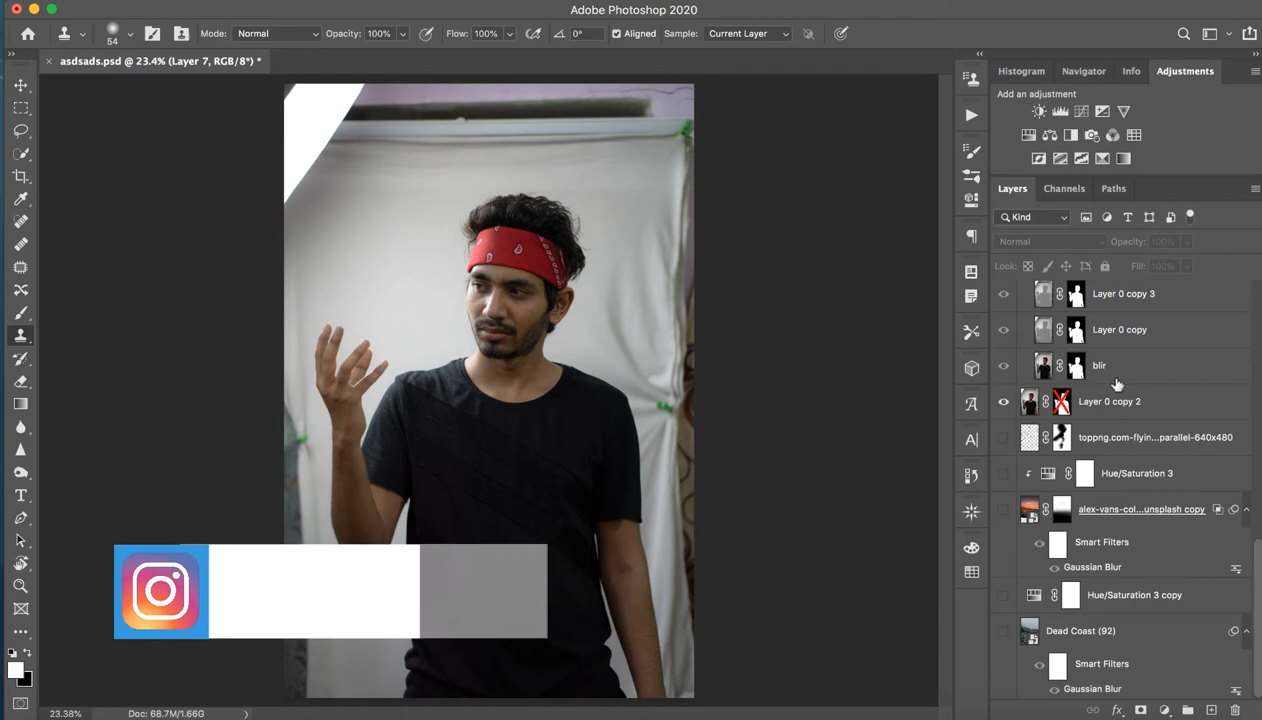 Adobe Photoshop 2020
54 Mode: Normal Opacity: 100% Flow: 100% 0° Aligned Sample: Current Layer
asdsads.psd @ 23.4% (Layer 7, RGB/8*) *
Histogram Navigator Info Adjustments
Add an adjustment
Layers Channels Paths
Kind
Normal Opacity: 100%
Lock: Fill: 100%
Layer 0 copy 3
Layer 0 copy
blir
Layer 0 copy 2
toppng.com-flyin...parallel-640x480
Hue/Saturation 3
alex-vans-col...unsplash copy
Smart Filters
Gaussian Blur
Hue/Saturation 3 copy
Dead Coast (92)
Smart Filters
Gaussian Blur
23.38% Doc: 68.7M/1.66G